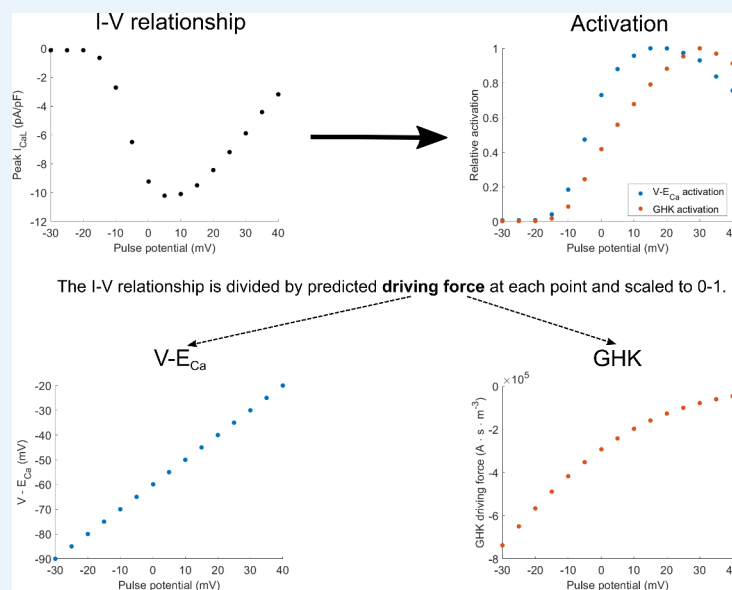 I-V relationship
Peak I_CaL (pA/pF)
0
-2
-4
-6
-8
-10
-12
-30 -20 -10 0 10 20 30 40
Pulse potential (mV)
Activation
Relative activation
1
0.8
0.6
0.4
0.2
0
V-E_Ca activation
GHK activation
-30 -20 -10 0 10 20 30 40
Pulse potential (mV)
The I-V relationship is divided by predicted driving force at each point and scaled to 0-1.
V-E_Ca
V - E_Ca (mV)
-20
-30
-40
-50
-60
-70
-80
-90
-30 -20 -10 0 10 20 30 40
Pulse potential (mV)
GHK
×10^5
GHK driving force (A · s · m^-3)
0
-2
-4
-6
-8
-30 -20 -10 0 10 20 30 40
Pulse potential (mV)